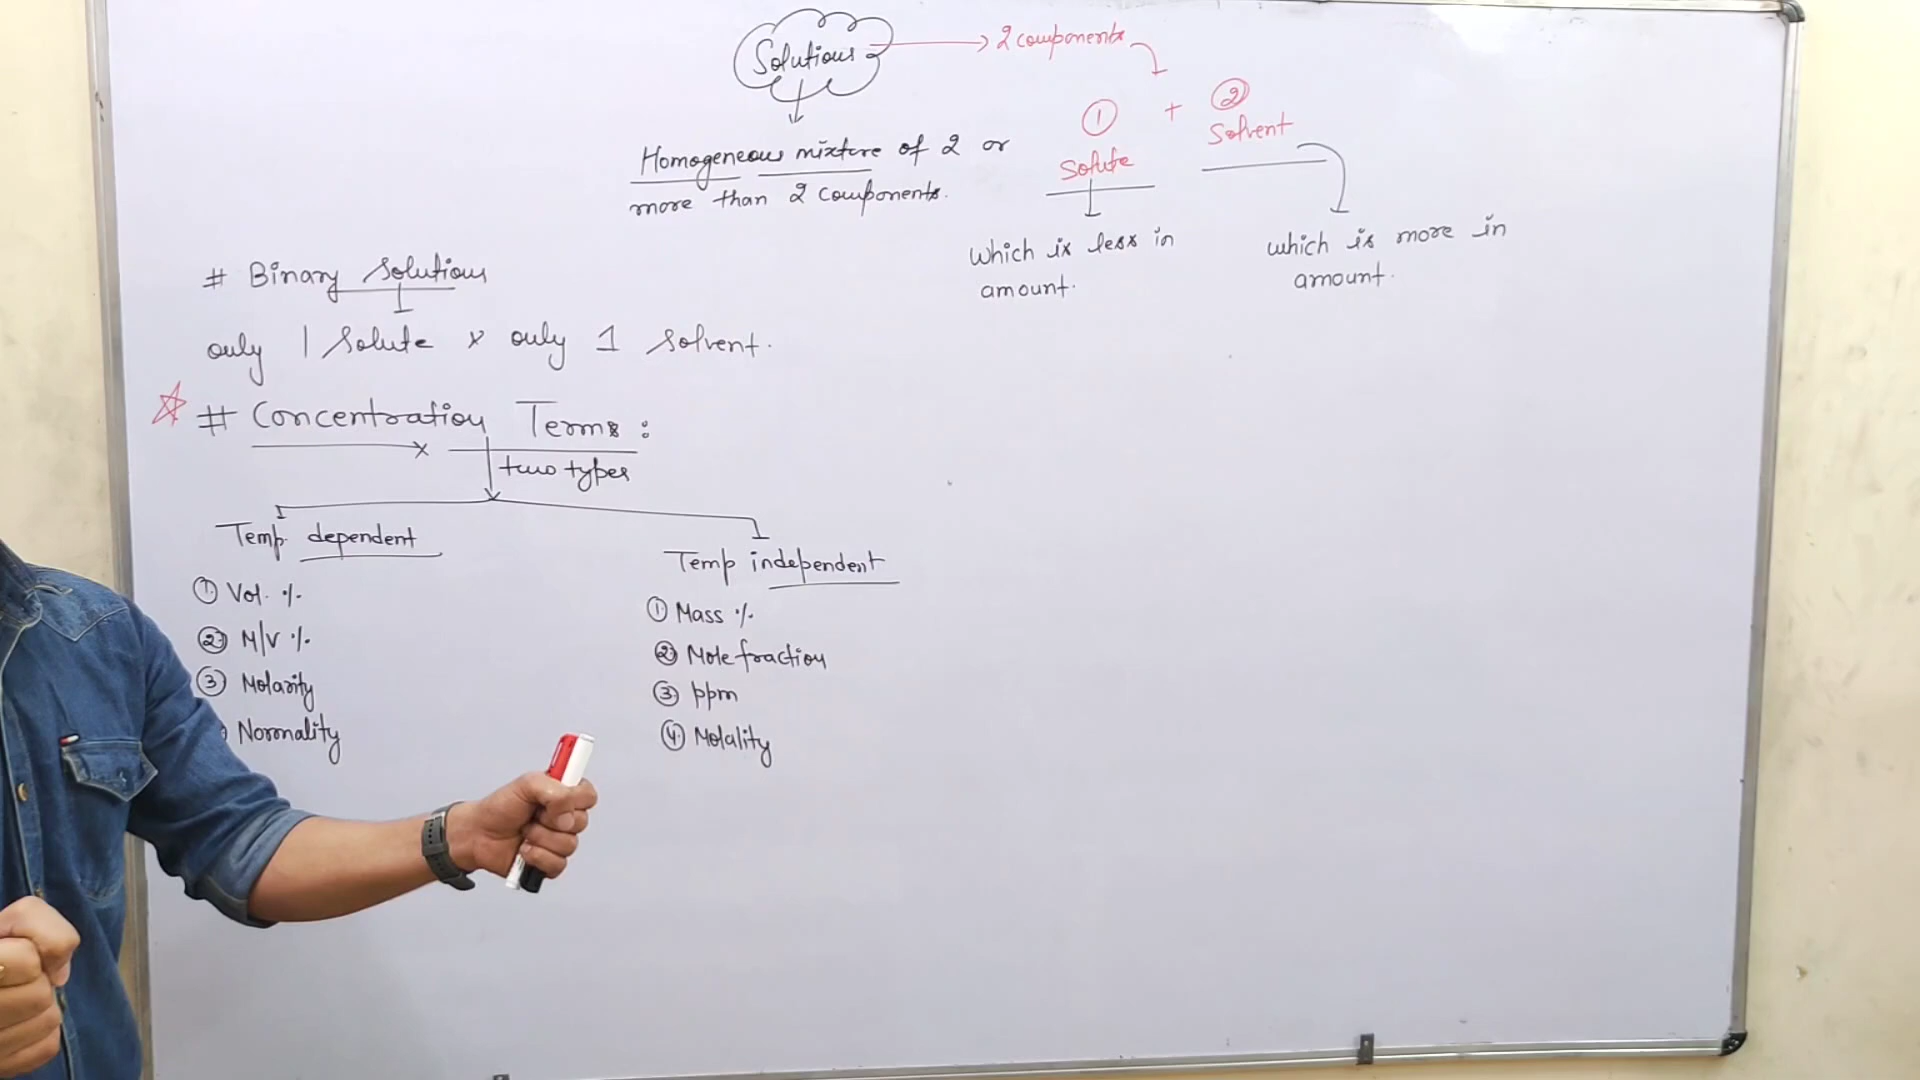 Solutions → 2 components
① + ②
Solute Solvent
Homogeneous mixture of 2 or
more than 2 components.
which is less in
amount.
which is more in
amount.
# Binary Solutions
only 1 Solute & only 1 Solvent.
# Concentration Terms:
two types
Temp. dependent
① Vol. %
② M/V %
③ Molarity
Normality
Temp independent
① Mass %
② Mole fraction
③ ppm
④ Molality